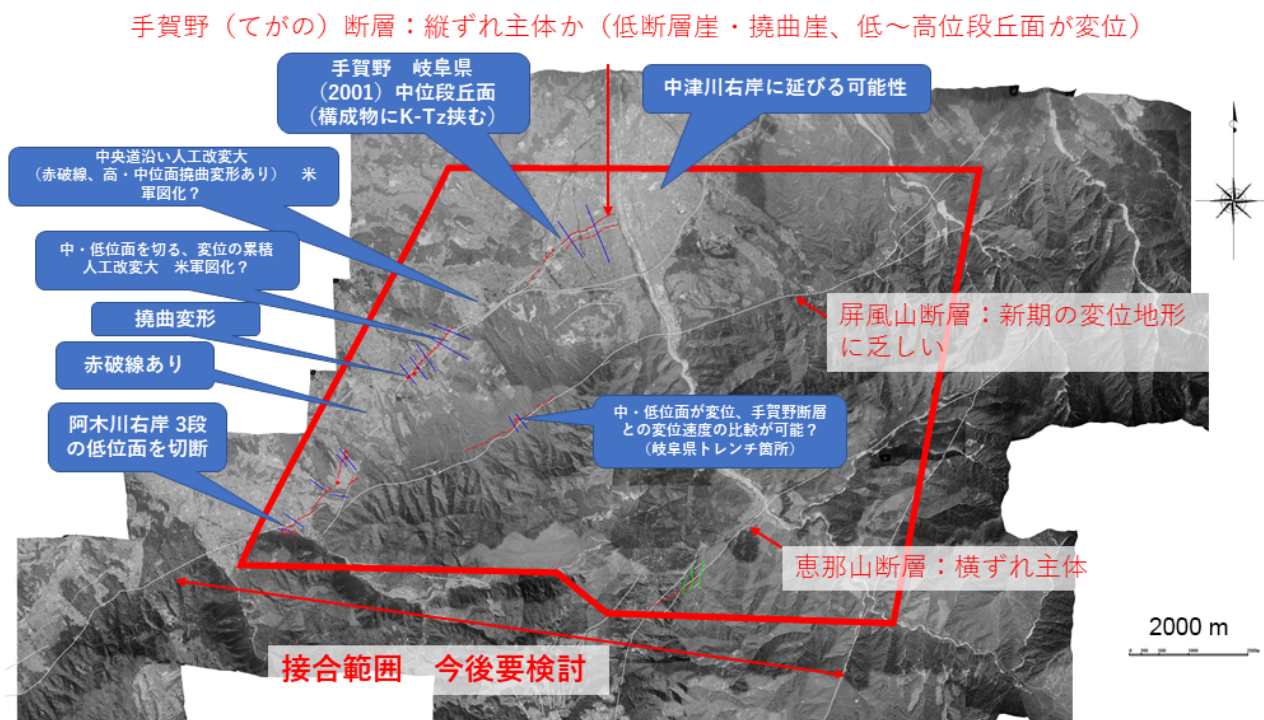 手賀野（てがの）断層：縦ずれ主体か（低断層崖・撓曲崖、低～高位段丘面が変位）
手賀野　岐阜県
（2001）中位段丘面
（構成物にK-Tz挟む）
中津川右岸に延びる可能性
中央道沿い人工改変大
（赤破線、高・中位面撓曲変形あり）　米
軍図化？
中・低位面を切る、変位の累積
人工改変大　米軍図化？
撓曲変形
赤破線あり
阿木川右岸 3段
の低位面を切断
屏風山断層：新期の変位地形
に乏しい
中・低位面が変位、手賀野断層
との変位速度の比較が可能？
（岐阜県トレンチ箇所）
恵那山断層：横ずれ主体
接合範囲　今後要検討
2000 m